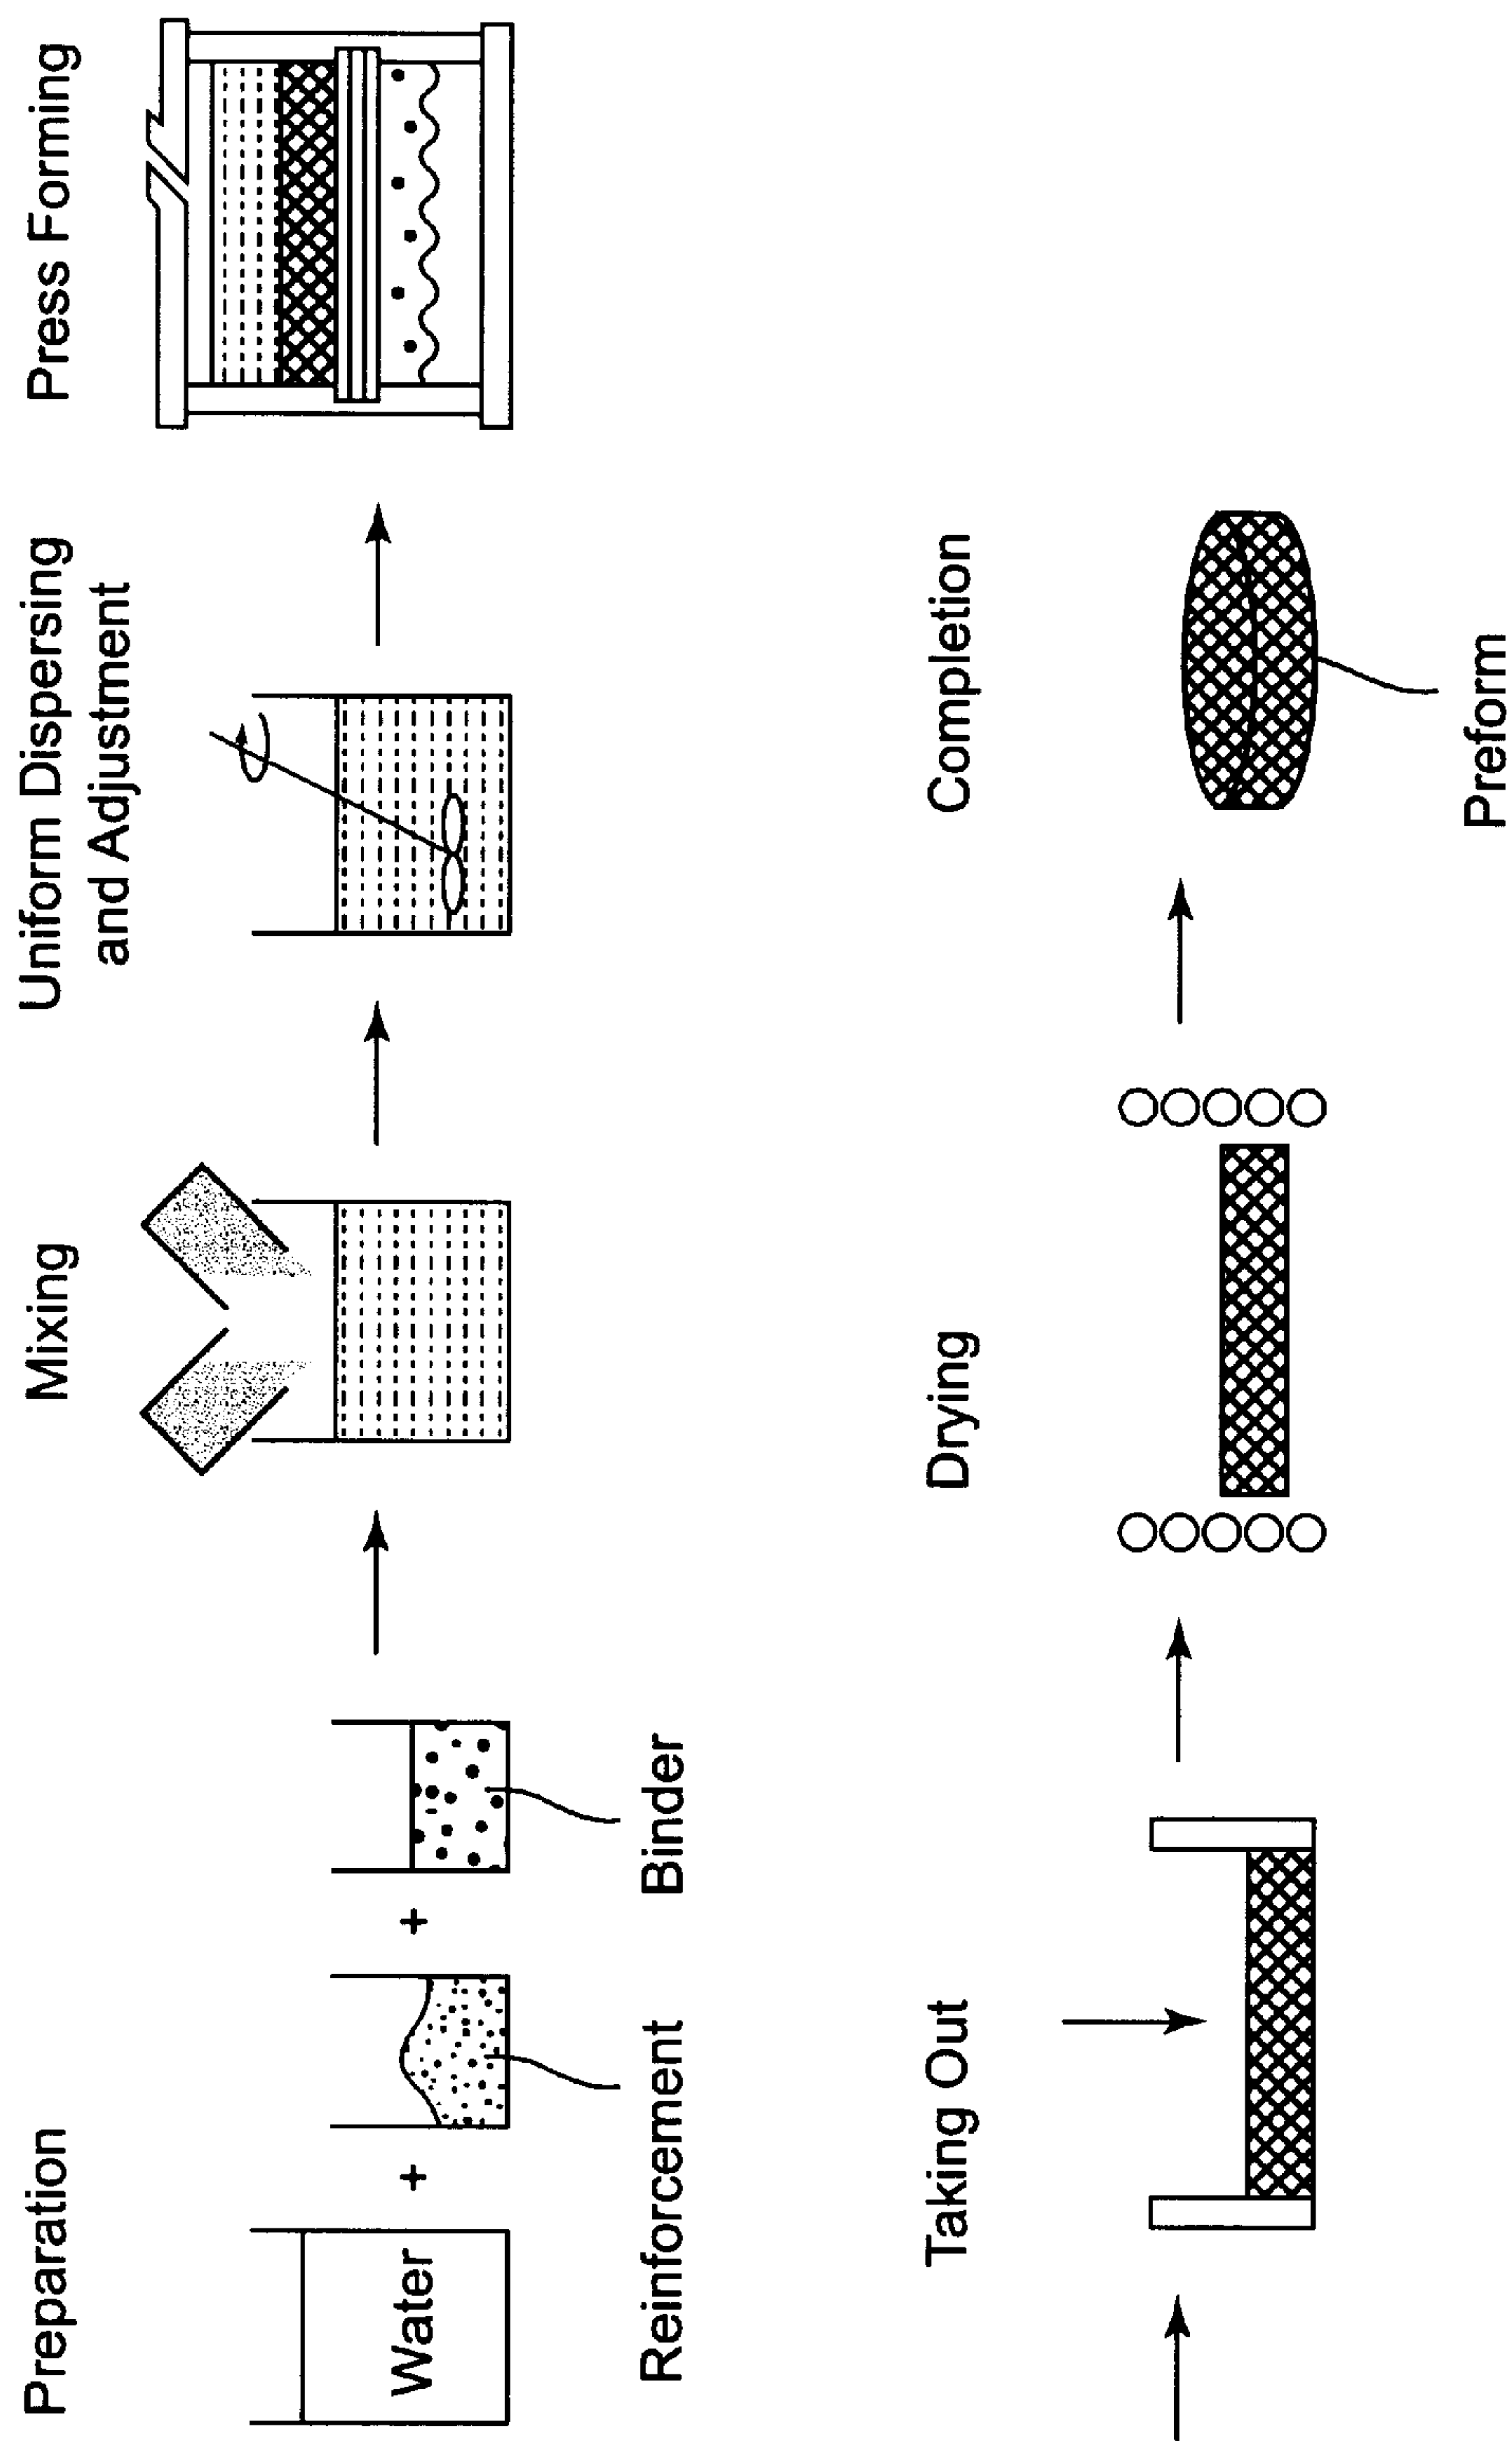 Preparation
Mixing
Uniform Dispersing
and Adjustment
Press Forming
Water
+
+
Reinforcement
Binder
Taking Out
Drying
Completion
Preform